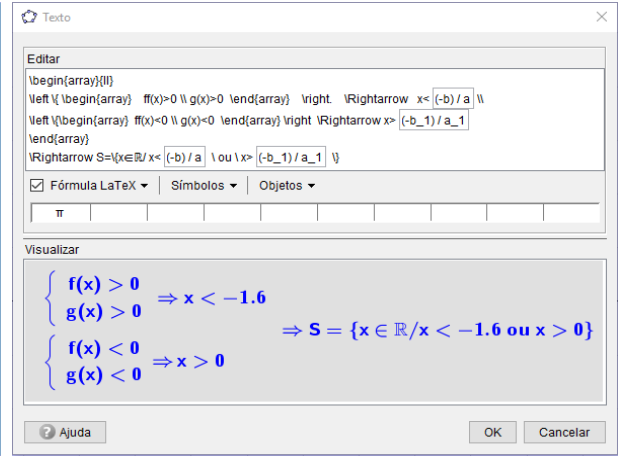 Texto
Editar
\begin{array}{ll}
\left \{ \begin{array} ff(x)>0 \\ g(x)>0 \end{array} \right. \Rightarrow x< (-b) / a \\
\left \{\begin{array} ff(x)<0 \\ g(x)<0 \end{array} \right \Rightarrow x> (-b_1) / a_1
\end{array}
\Rightarrow S=\{x∈ℝ/ x< (-b) / a \ ou \ x> (-b_1) / a_1 \}
Fórmula LaTeX Símbolos Objetos
π
Visualizar
{ f(x) > 0
g(x) > 0 ⇒ x < −1.6
⇒ S = {x ∈ ℝ/x < −1.6 ou x > 0}
{ f(x) < 0
g(x) < 0 ⇒ x > 0
Ajuda OK Cancelar